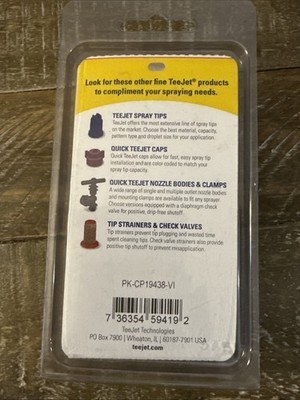 Look for these other fine TeeJet® products
to compliment your spraying needs.
TEEJET SPRAY TIPS
TeeJet offers the most extensive line of spray tips
on the market. Choose the best material, capacity,
pattern type and droplet size for your application.
QUICK TEEJET CAPS
Quick TeeJet caps allow for fast, easy spray tip
installation and are color coded to match your
spray tip capacity.
QUICK TEEJET NOZZLE BODIES & CLAMPS
A wide range of single and multiple outlet nozzle bodies
and mounting clamps are available to fit any sprayer.
Choose versions equipped with a diaphragm check
valve for positive, drip-free shutoff.
TIP STRAINERS & CHECK VALVES
Tip strainers prevent tip plugging and wasted time
spent cleaning tips. Check valve strainers also provide
positive tip shutoff to prevent misapplication.
PK-CP19438-VI
7 36354 59419 2
TeeJet Technologies
PO Box 7900 | Wheaton, IL | 60187-7901 USA
teejet.com